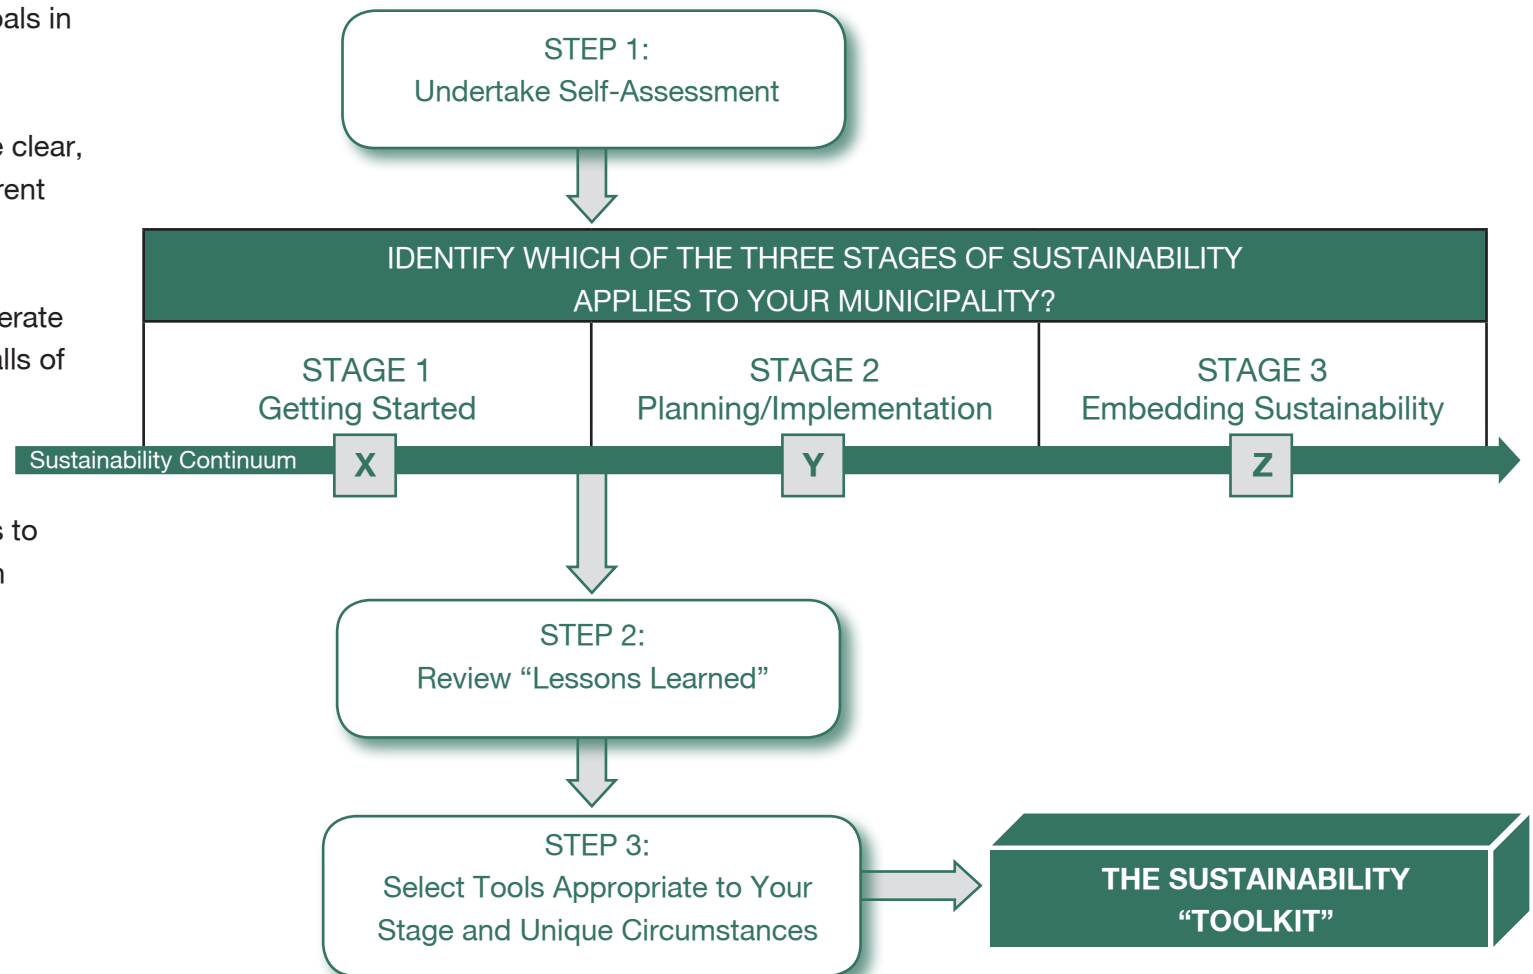 oals in
clear,
rent
erate
alls of
s to
n
STEP 1:
Undertake Self-Assessment
IDENTIFY WHICH OF THE THREE STAGES OF SUSTAINABILITY
APPLIES TO YOUR MUNICIPALITY?
STAGE 1
Getting Started
STAGE 2
Planning/Implementation
STAGE 3
Embedding Sustainability
Sustainability Continuum
X
Y
Z
STEP 2:
Review “Lessons Learned”
STEP 3:
Select Tools Appropriate to Your
Stage and Unique Circumstances
THE SUSTAINABILITY
“TOOLKIT”